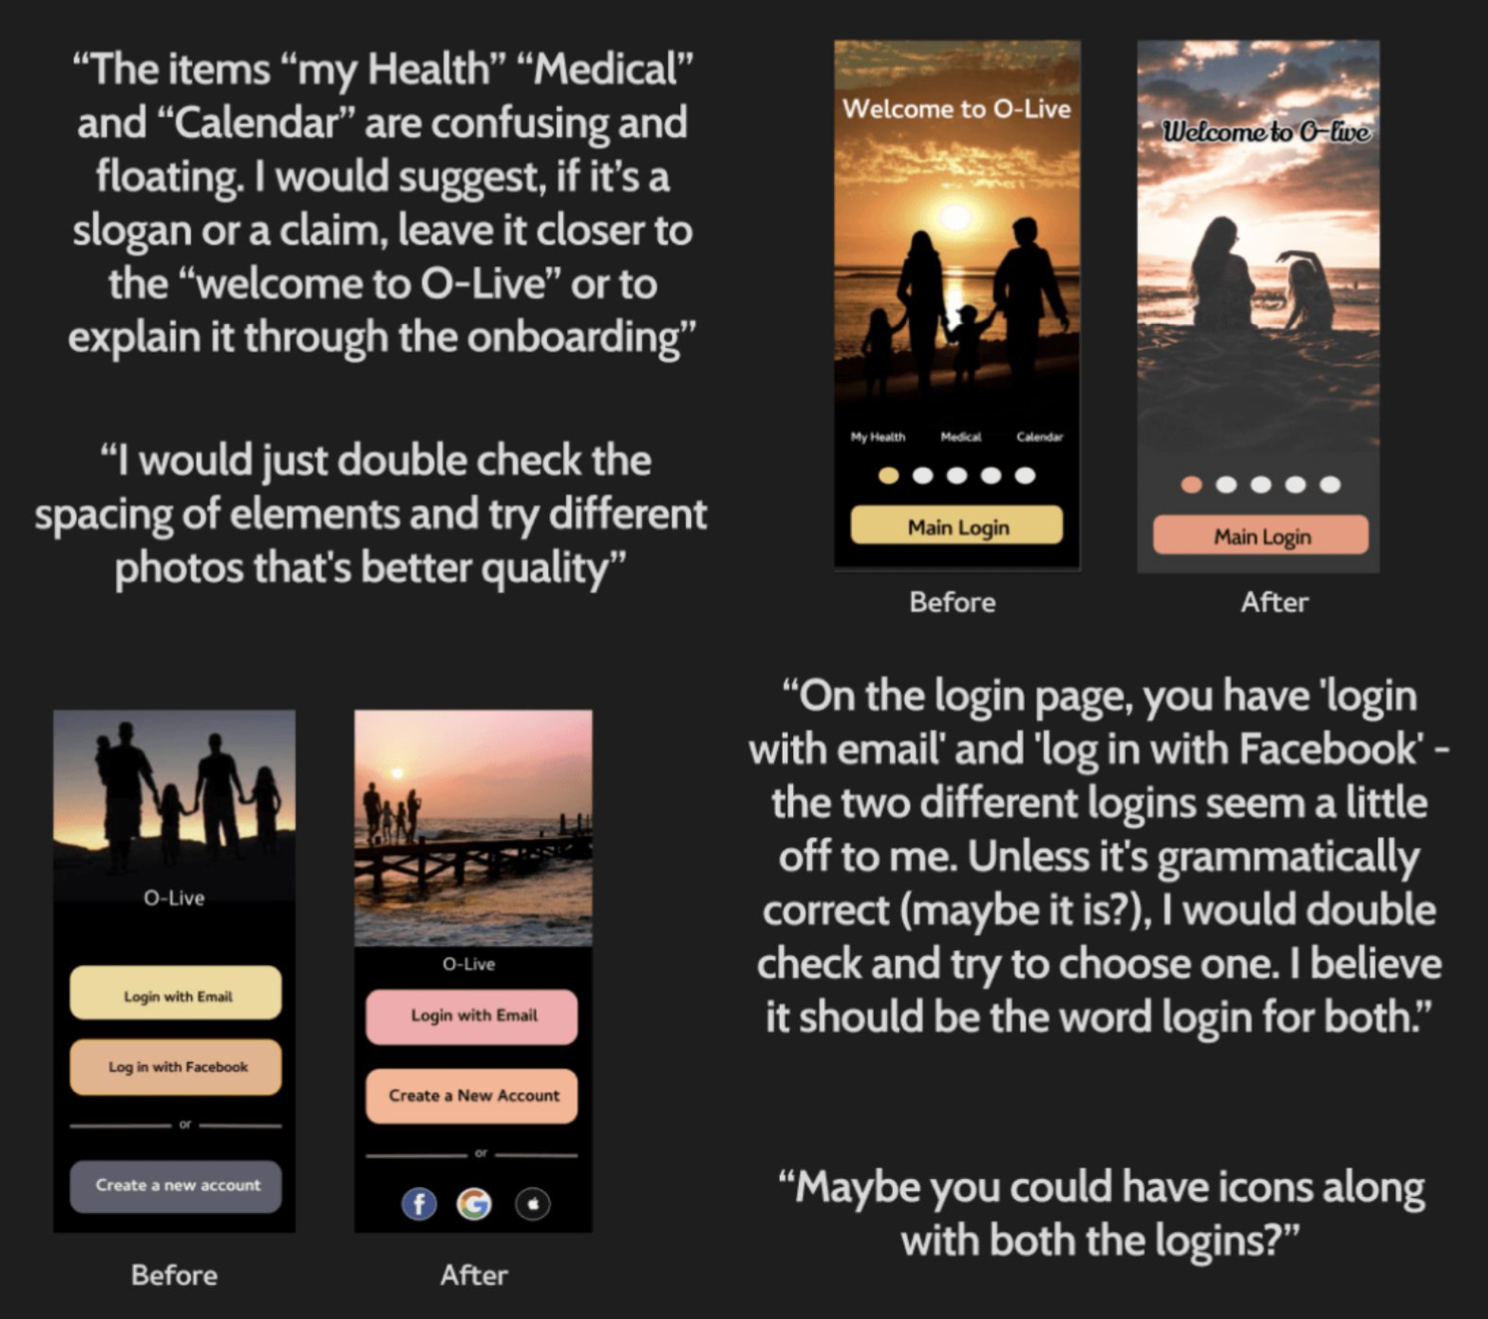 “The items “my Health” “Medical”
and “Calendar” are confusing and
floating. I would suggest, if it’s a
slogan or a claim, leave it closer to
the “welcome to O-Live” or to
explain it through the onboarding”
“I would just double check the
spacing of elements and try different
photos that's better quality”
Welcome to O-Live
My Health Medical Calendar
Main Login
Before
Welcome to O-live
Main Login
After
O-Live
Login with Email
Log in with Facebook
or
Create a new account
Before
O-Live
Login with Email
Create a New Account
or
f G
After
“On the login page, you have 'login
with email' and 'log in with Facebook' -
the two different logins seem a little
off to me. Unless it's grammatically
correct (maybe it is?), I would double
check and try to choose one. I believe
it should be the word login for both.”
“Maybe you could have icons along
with both the logins?”